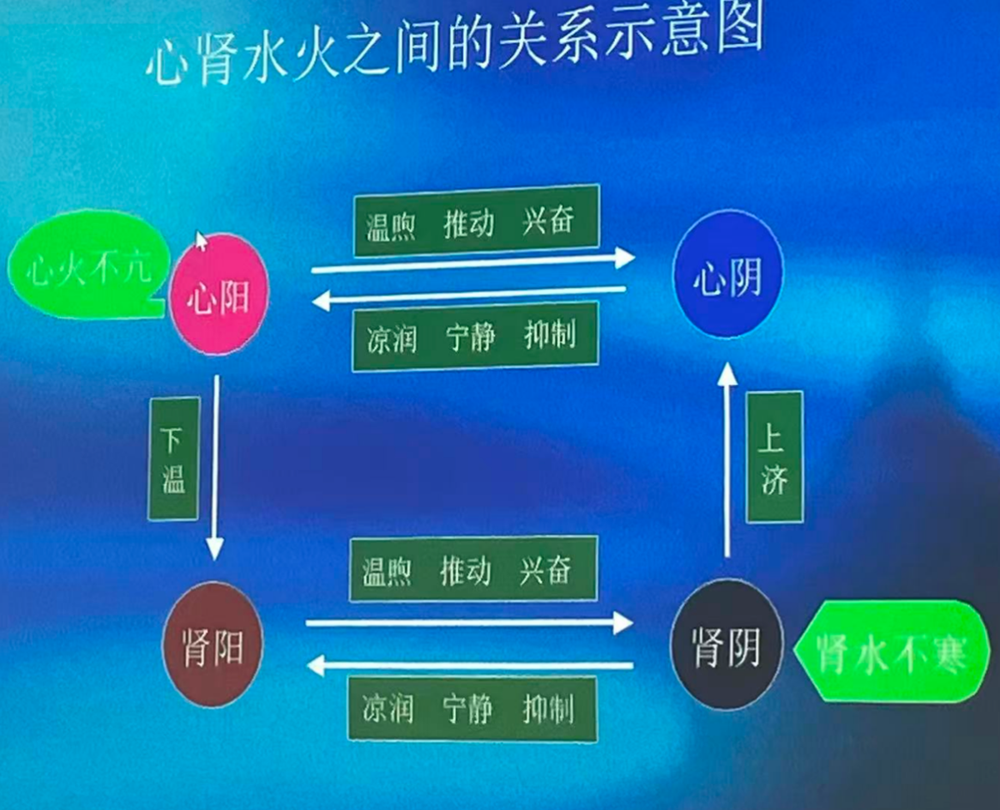 心肾水火之间的关系示意图
温煦 推动 兴奋
心火不亢
心阳
心阴
凉润 宁静 抑制
下温
上济
温煦 推动 兴奋
肾阳
肾阴
肾水不寒
凉润 宁静 抑制